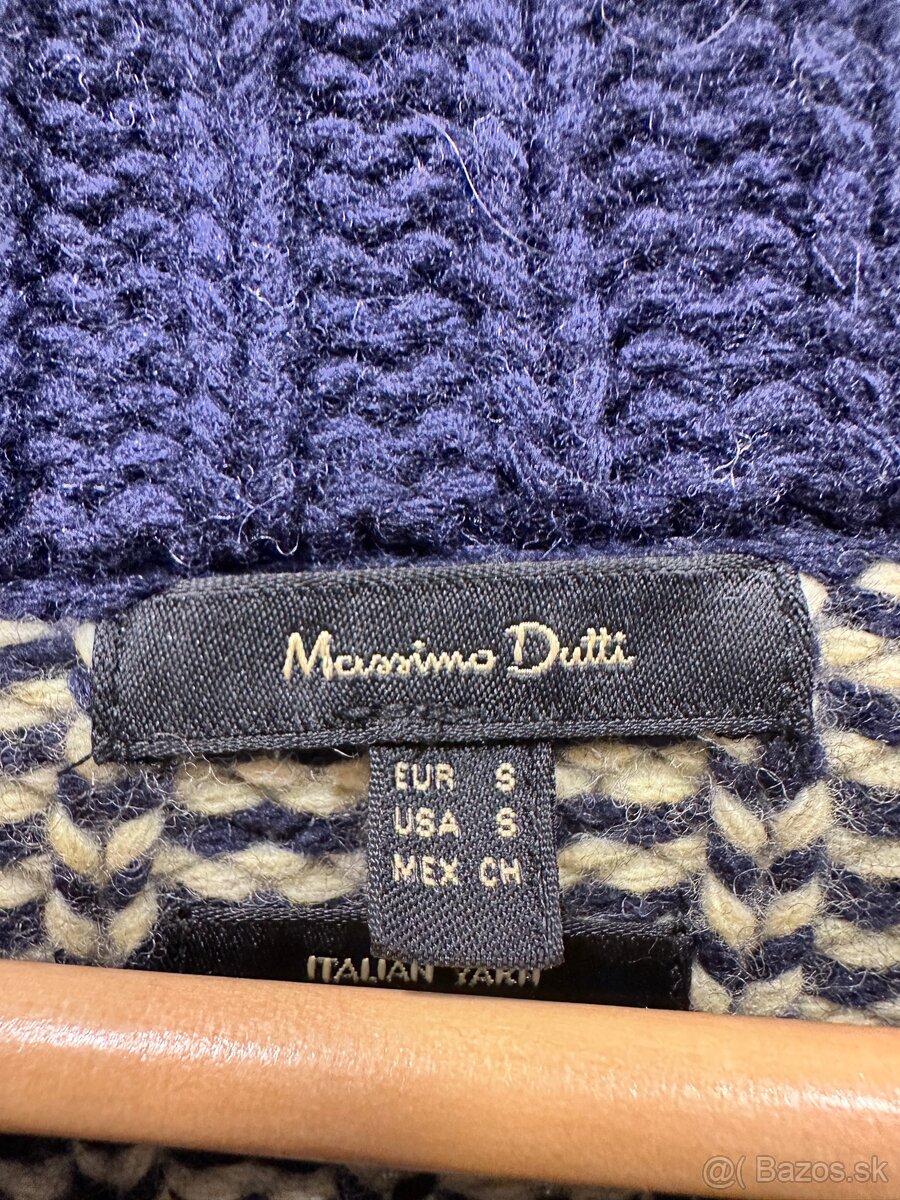 Massimo Dutti
EUR S
USA S
MEX CH
ITALIAN YARN
@( Bazos.sk